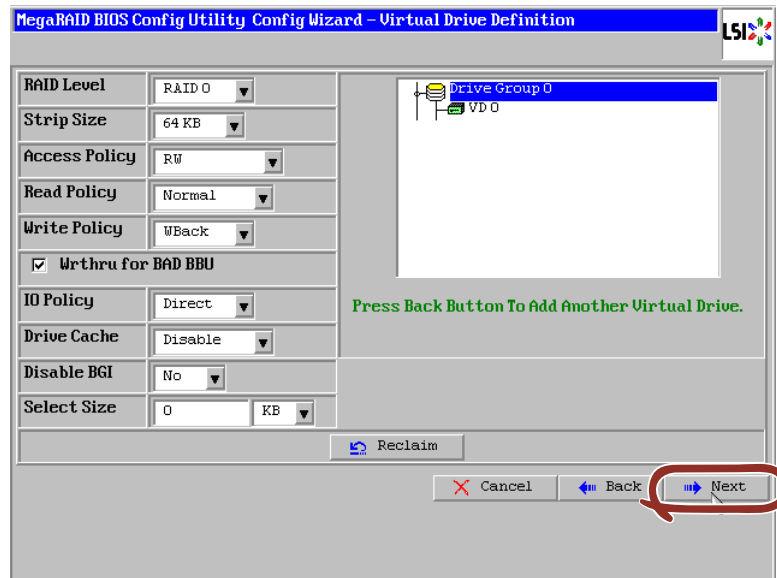 MegaRAID BIOS Config Utility Config Wizard – Virtual Drive Definition
LSI
RAID Level RAID 0
Strip Size 64 KB
Access Policy RW
Read Policy Normal
Write Policy WBack
Wrthru for BAD BBU
IO Policy Direct
Drive Cache Disable
Disable BGI No
Select Size 0 KB
Drive Group 0
VD 0
Press Back Button To Add Another Virtual Drive.
Reclaim
Cancel Back Next